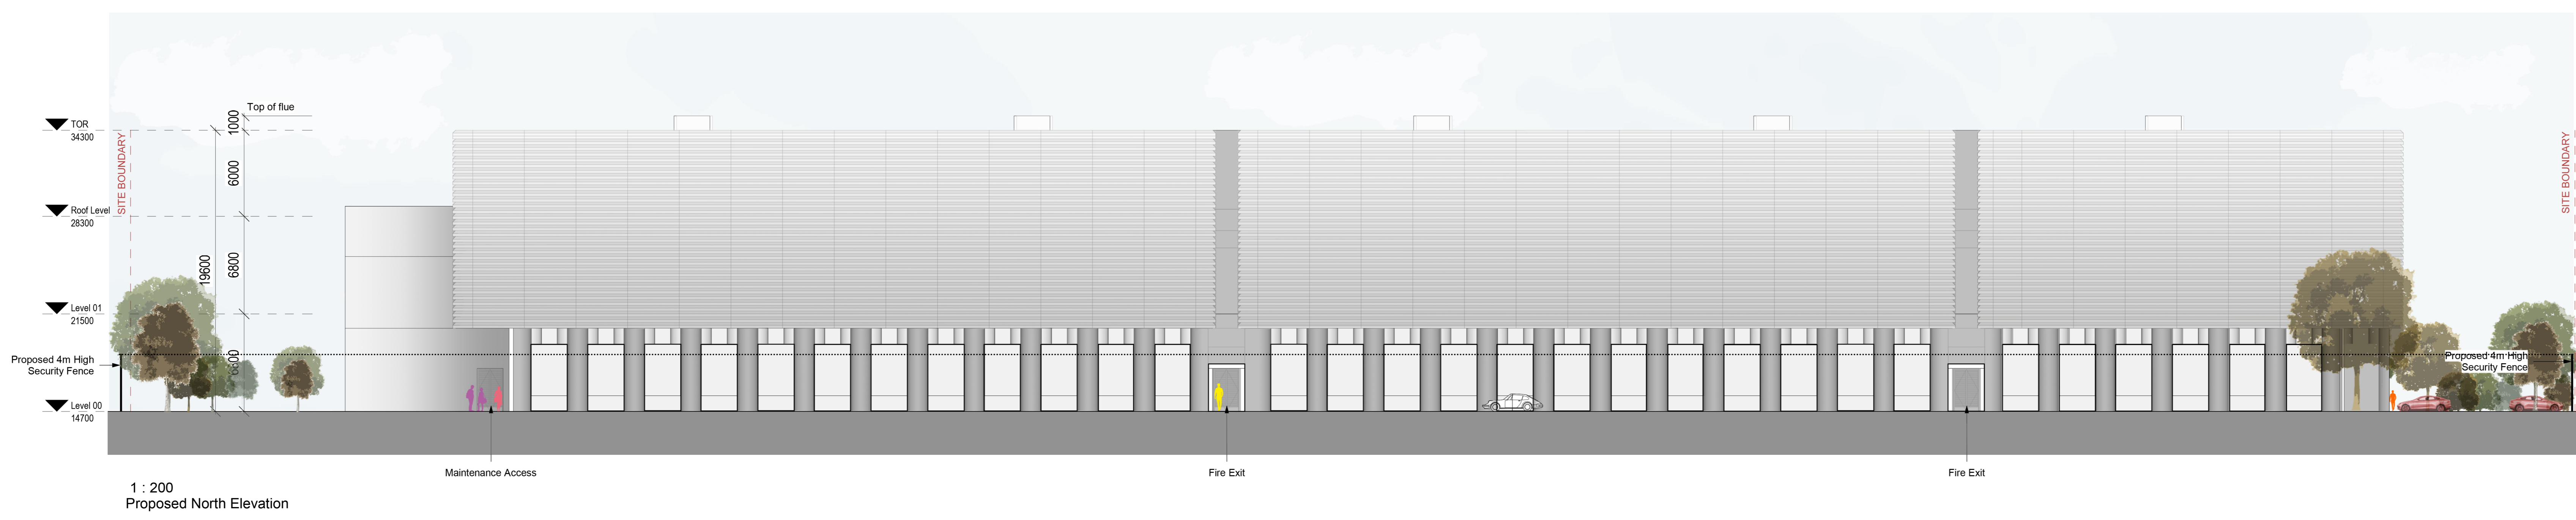 Top of flue
TOR
34300
1000
SITE BOUNDARY
SITE BOUNDARY
6000
Roof Level
28300
19600
6800
Level 01
21500
Proposed 4m High
Security Fence
6800
Proposed 4m High
Security Fence
Level 00
14700
Maintenance Access
Fire Exit
Fire Exit
1 : 200
Proposed North Elevation